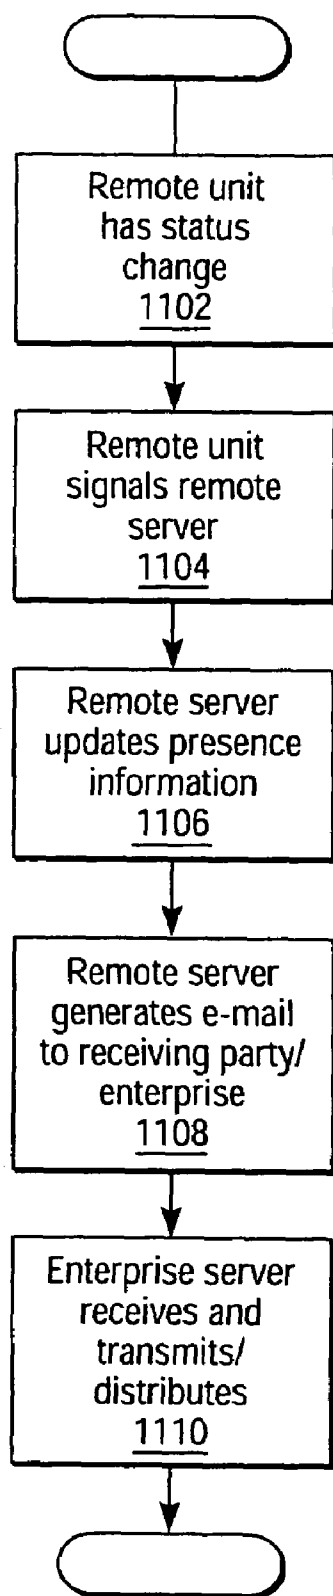 Remote unit
has status
change
1102
Remote unit
signals remote
server
1104
Remote server
updates presence
information
1106
Remote server
generates e-mail
to receiving party/
enterprise
1108
Enterprise server
receives and
transmits/
distributes
1110